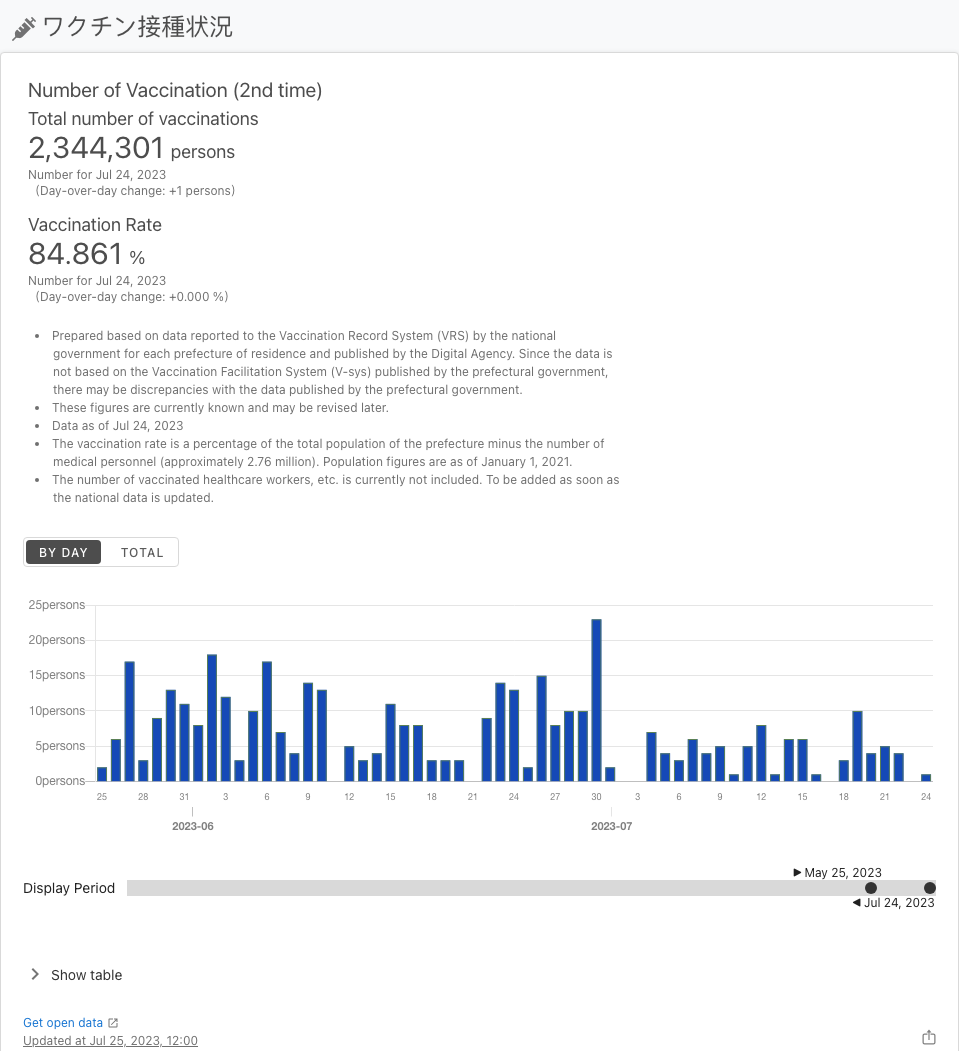 ワクチン接種状況
Number of Vaccination (2nd time)
Total number of vaccinations
2,344,301 persons
Number for Jul 24, 2023
(Day-over-day change: +1 persons)
Vaccination Rate
84.861 %
Number for Jul 24, 2023
(Day-over-day change: +0.000 %)
• Prepared based on data reported to the Vaccination Record System (VRS) by the national
government for each prefecture of residence and published by the Digital Agency. Since the data is
not based on the Vaccination Facilitation System (V-sys) published by the prefectural government,
there may be discrepancies with the data published by the prefectural government.
• These figures are currently known and may be revised later.
• Data as of Jul 24, 2023
• The vaccination rate is a percentage of the total population of the prefecture minus the number of
medical personnel (approximately 2.76 million). Population figures are as of January 1, 2021.
• The number of vaccinated healthcare workers, etc. is currently not included. To be added as soon as
the national data is updated.
BY DAY TOTAL
25persons
20persons
15persons
10persons
5persons
0persons
25 28 31 3 6 9 12 15 18 21 24 27 30 3 6 9 12 15 18 21 24
2023-06 2023-07
May 25, 2023
Display Period
Jul 24, 2023
Show table
Get open data
Updated at Jul 25, 2023, 12:00